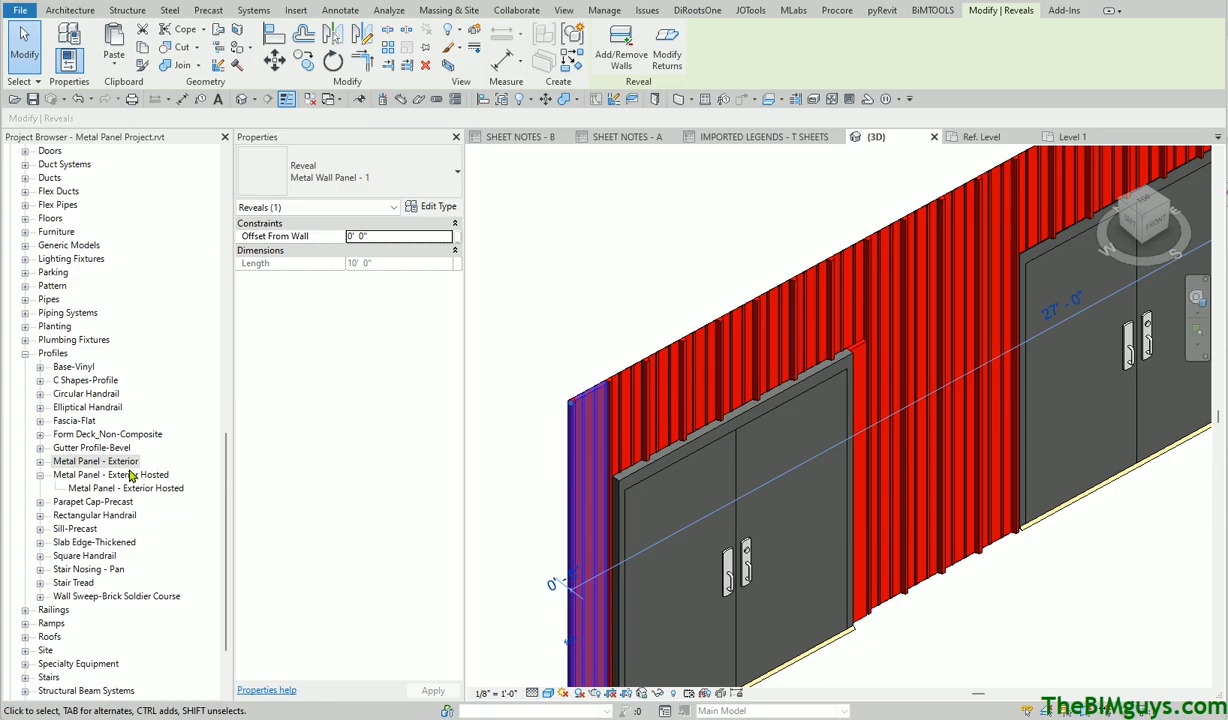 File Architecture Structure Steel Precast Systems Insert Annotate Analyze Massing & Site Collaborate View Manage Issues DiRootsOne JOTools MLabs Procore pyRevit BiMTOOLS Modify | Reveals Add-Ins
Modify
Paste
Cope
Cut
Join
Add/Remove Walls
Modify Returns
Select Properties Clipboard Geometry Modify View Measure Create Reveal
Modify | Reveals
Project Browser - Metal Panel Project.rvt
Properties
SHEET NOTES - B
SHEET NOTES - A
IMPORTED LEGENDS - T SHEETS
{3D}
Ref. Level
Level 1
Doors
Duct Systems
Ducts
Flex Ducts
Flex Pipes
Floors
Furniture
Generic Models
Lighting Fixtures
Parking
Pattern
Pipes
Piping Systems
Planting
Plumbing Fixtures
Profiles
Base-Vinyl
C Shapes-Profile
Circular Handrail
Elliptical Handrail
Fascia-Flat
Form Deck_Non-Composite
Gutter Profile-Bevel
Metal Panel - Exterior
Metal Panel - Exterior Hosted
Metal Panel - Exterior Hosted
Parapet Cap-Precast
Rectangular Handrail
Sill-Precast
Slab Edge-Thickened
Square Handrail
Stair Nosing - Pan
Stair Tread
Wall Sweep-Brick Soldier Course
Railings
Ramps
Roofs
Site
Specialty Equipment
Stairs
Structural Beam Systems
Reveal
Metal Wall Panel - 1
Reveals (1)
Edit Type
Constraints
Offset From Wall 0' 0"
Dimensions
Length 10' 0"
Properties help
Apply
27' - 0"
LEFT FRONT
S
1/8" = 1'-0"
Click to select, TAB for alternates, CTRL adds, SHIFT unselects.
:0
Main Model
TheBIMguys.com